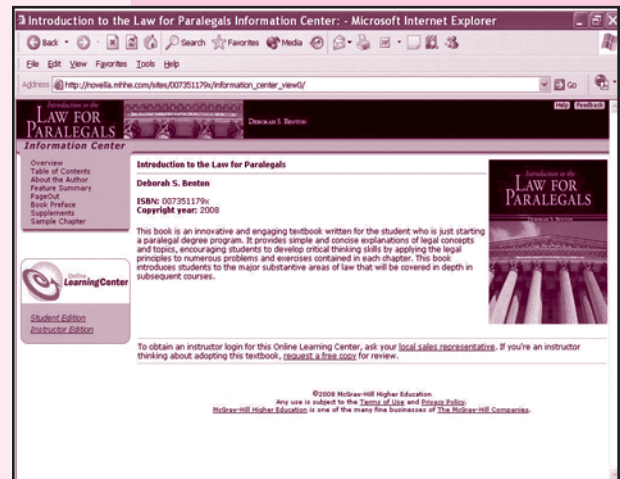 Introduction to the Law for Paralegals Information Center: - Microsoft Internet Explorer
Back Search Favorites Media
File Edit View Favorites Tools Help
Address http://novella.mhhe.com/sites/007351179x/information_center_view0/ Go
Introduction to the
LAW FOR
PARALEGALS
DEBORAH S. BENTON
Help Feedback
Information Center
Overview
Table of Contents
About the Author
Feature Summary
PageOut
Book Preface
Supplements
Sample Chapter
Online
LearningCenter
Student Edition
Instructor Edition
Introduction to the Law for Paralegals
Deborah S. Benton
ISBN: 007351179x
Copyright year: 2008
This book is an innovative and engaging textbook written for the student who is just starting
a paralegal degree program. It provides simple and concise explanations of legal concepts
and topics, encouraging students to develop critical thinking skills by applying the legal
principles to numerous problems and exercises contained in each chapter. This book
introduces students to the major substantive areas of law that will be covered in depth in
subsequent courses.
Introduction to the
LAW FOR
PARALEGALS
DEBORAH S. BENTON
To obtain an instructor login for this Online Learning Center, ask your local sales representative. If you're an instructor
thinking about adopting this textbook, request a free copy for review.
©2008 McGraw-Hill Higher Education
Any use is subject to the Terms of Use and Privacy Policy.
McGraw-Hill Higher Education is one of the many fine businesses of The McGraw-Hill Companies.